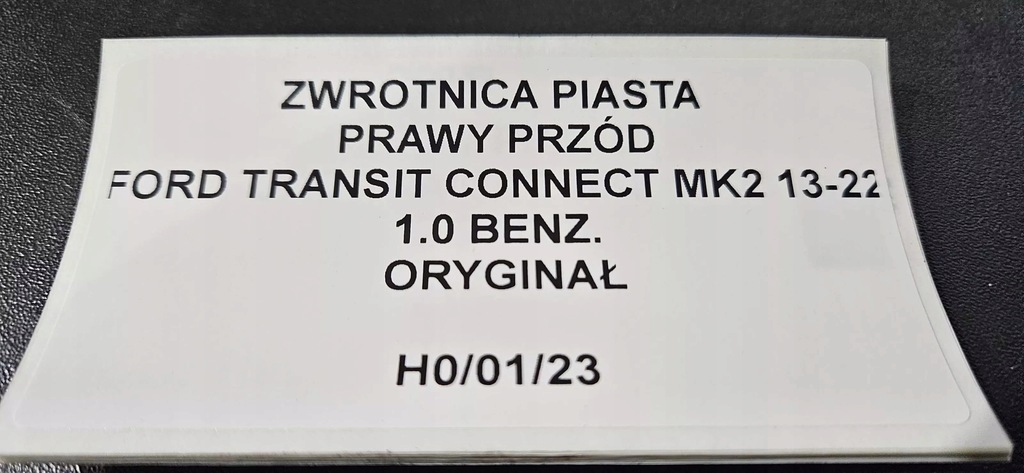 ZWROTNICA PIASTA
PRAWY PRZÓD
FORD TRANSIT CONNECT MK2 13-22
1.0 BENZ.
ORYGINAŁ
H0/01/23